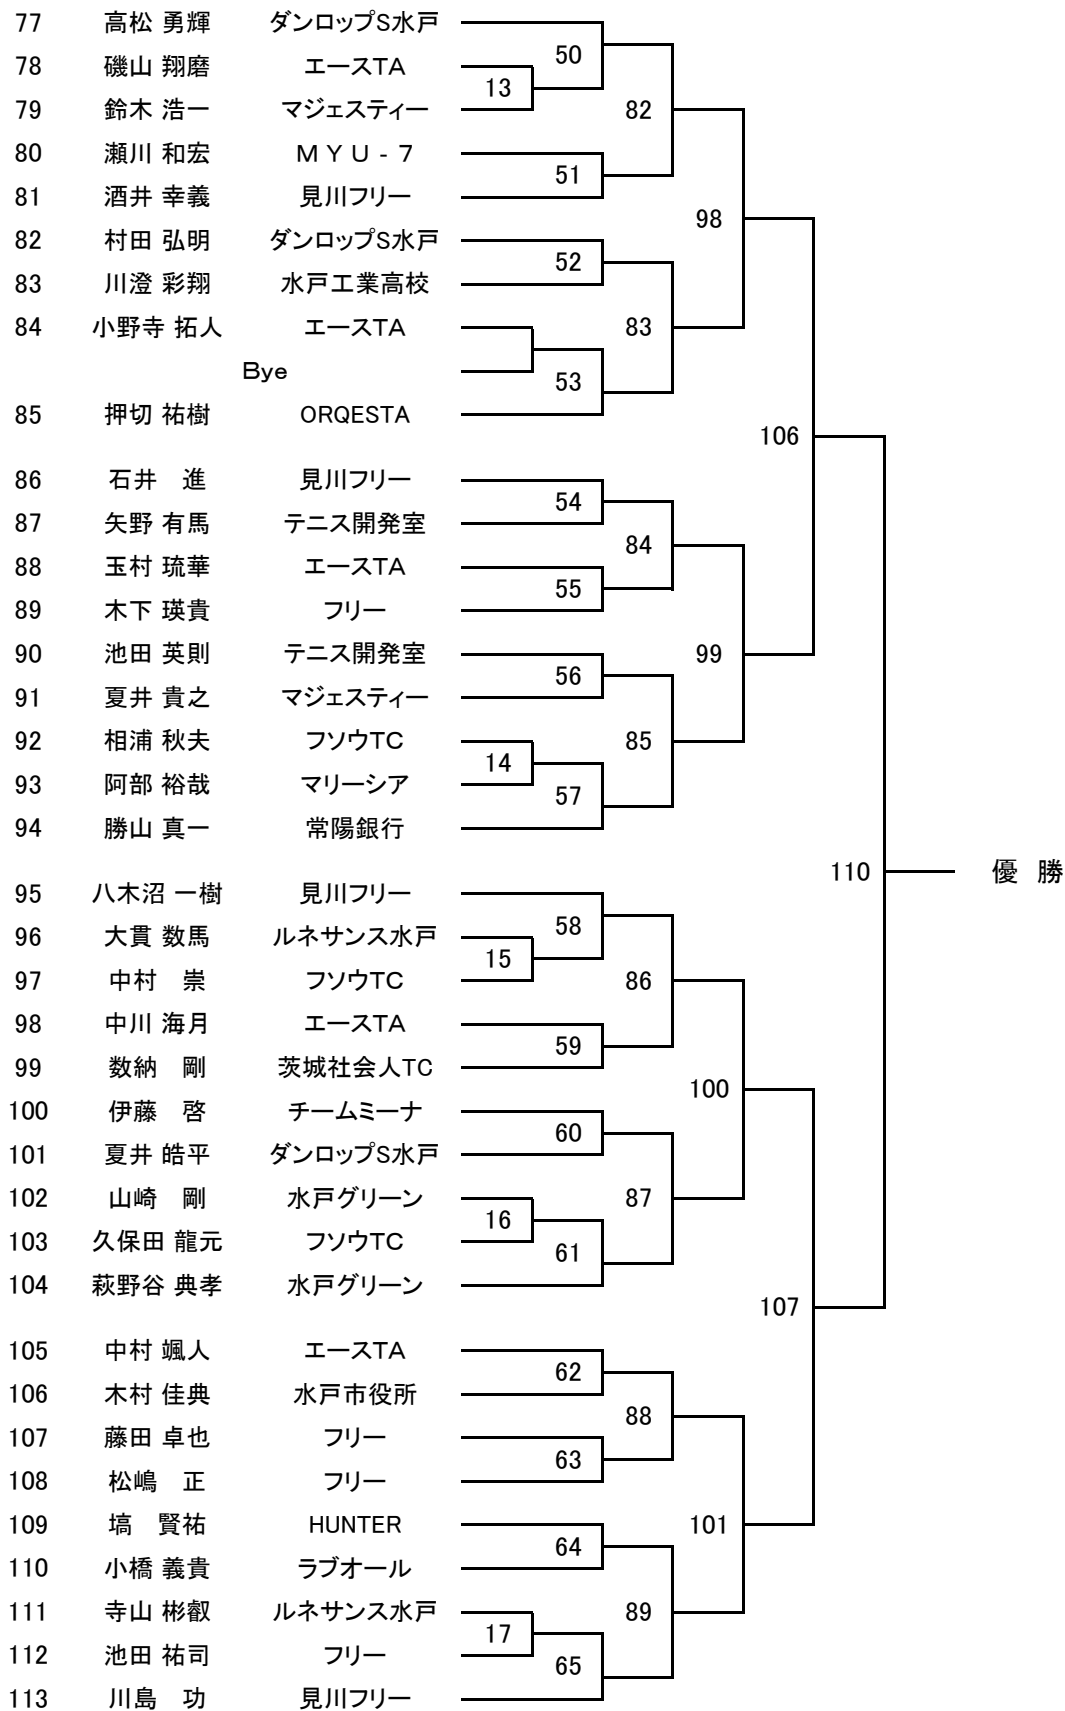 77 高松 勇輝 ダンロップS水戸
50
78 磯山 翔磨 エースTA
13
79 鈴木 浩一 マジェスティー 82
80 瀬川 和宏 ＭＹＵ-７
51
81 酒井 幸義 見川フリー
98
82 村田 弘明 ダンロップS水戸
52
83 川澄 彩翔 水戸工業高校
84 小野寺 拓人 エースTA 83
Bye
53
85 押切 祐樹 ORQESTA
106
86 石井　進 見川フリー
54
87 矢野 有馬 テニス開発室
84
88 玉村 琉華 エースTA
55
89 木下 瑛貴 フリー
90 池田 英則 テニス開発室 99
56
91 夏井 貴之 マジェスティー
92 相浦 秋夫 フソウTC 85
14
93 阿部 裕哉 マリーシア
57
94 勝山 真一 常陽銀行
110 優 勝
95 八木沼 一樹 見川フリー
58
96 大貫 数馬 ルネサンス水戸
15
97 中村　崇 フソウTC 86
98 中川 海月 エースTA
59
99 数納　剛 茨城社会人TC
100
100 伊藤　啓 チームミーナ
60
101 夏井 皓平 ダンロップS水戸
102 山崎　剛 水戸グリーン 87
16
103 久保田 龍元 フソウTC
61
104 萩野谷 典孝 水戸グリーン
107
105 中村 颯人 エースTA
62
106 木村 佳典 水戸市役所
88
107 藤田 卓也 フリー
63
108 松嶋　正 フリー
109 塙　賢祐 HUNTER 101
64
110 小橋 義貴 ラブオール
111 寺山 彬叡 ルネサンス水戸 89
17
112 池田 祐司 フリー
65
113 川島　功 見川フリー